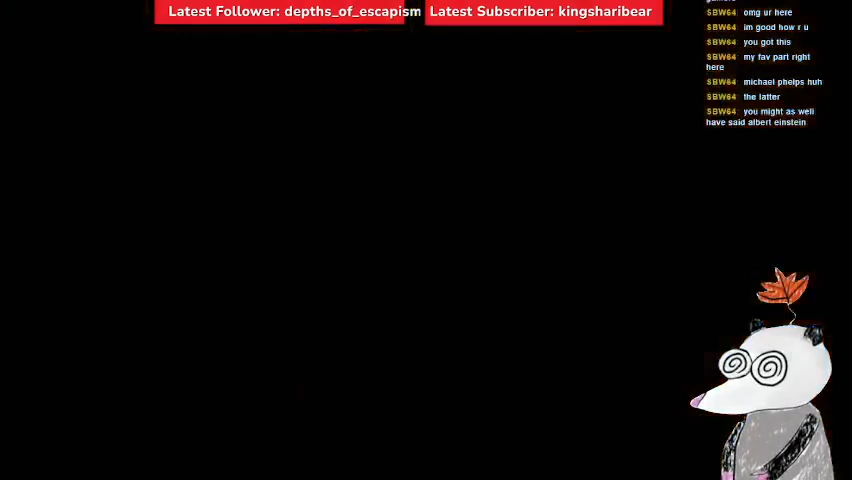 Latest Follower: depths_of_escapism
Latest Subscriber: kingsharibear
SBW64 omg ur here
SBW64 im good how r u
SBW64 you got this
SBW64 my fav part right
here
SBW64 michael phelps huh
SBW64 the latter
SBW64 you might as well
have said albert einstein